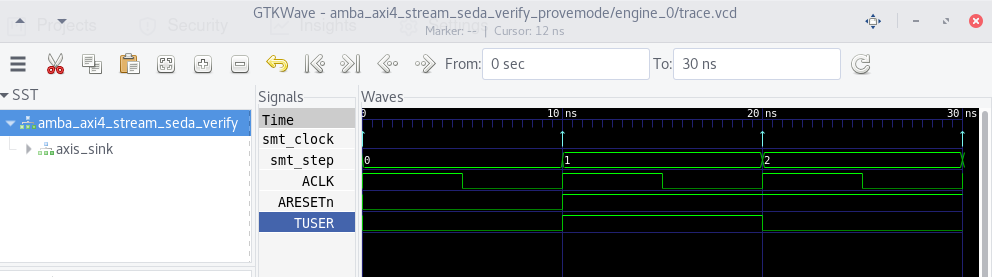 GTKWave - amba_axi4_stream_seda_verify_provemode/engine_0/trace.vcd
Marker: -- | Cursor: 12 ns
Projects
Security
From: 0 sec To: 30 ns
SST
Signals
Waves
amba_axi4_stream_seda_verify
axis_sink
Time
0 10 ns 20 ns 30 ns
smt_clock
smt_step
0 1 2
ACLK
ARESETn
TUSER